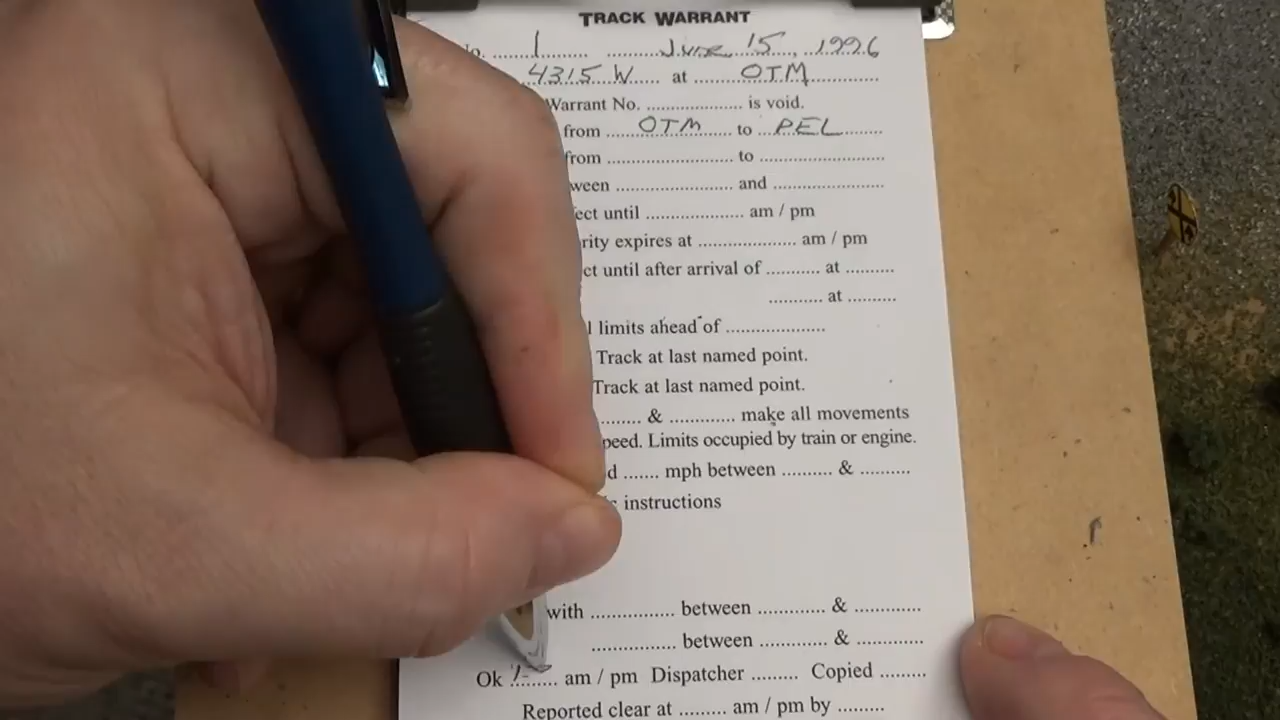 TRACK WARRANT
No. 1 June 15, 1996
4315 W at OTM
Warrant No. .................... is void.
from OTM to PEL
from .......................... to ..........................
ween ........................ and .......................
ect until .................... am / pm
rity expires at .................... am / pm
ct until after arrival of ........... at ..........
........... at ..........
l limits ahead of ....................
Track at last named point.
Track at last named point.
....... & ............. make all movements
peed. Limits occupied by train or engine.
d ....... mph between .......... & ..........
instructions
with ................. between ............. & .............
................. between ............. & .............
Ok ......... am / pm Dispatcher ......... Copied .........
Reported clear at ......... am / pm by .........